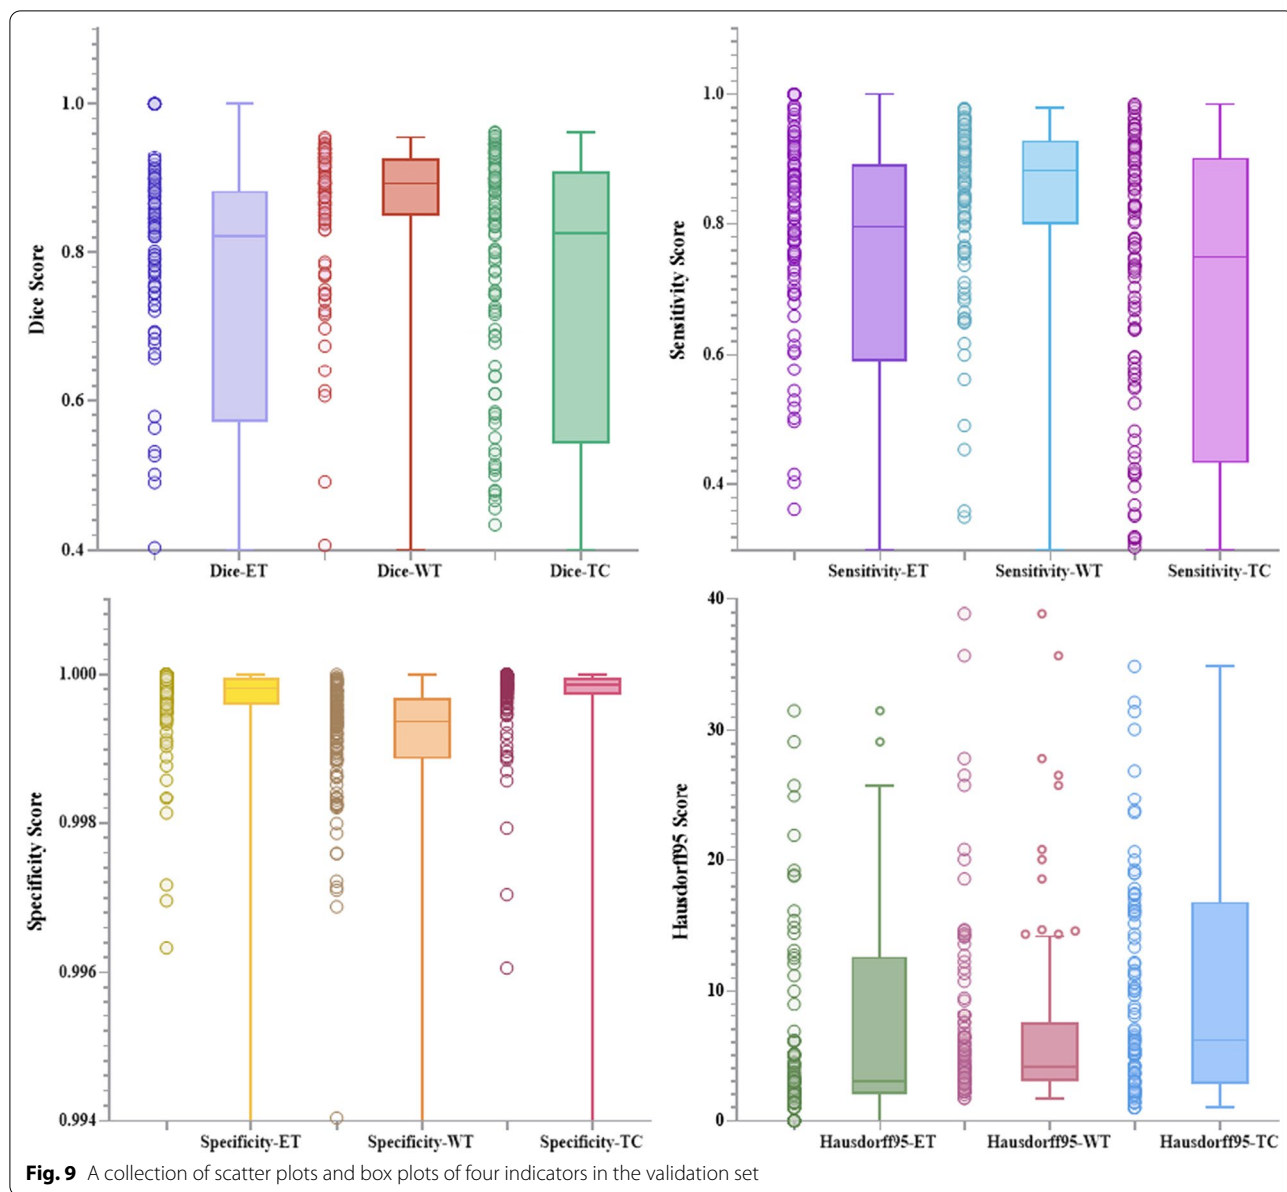 1.0
0.8
0.6
0.4
Dice Score
Dice-ET Dice-WT Dice-TC
1.0
0.8
0.6
0.4
Sensitivity Score
Sensitivity-ET Sensitivity-WT Sensitivity-TC
1.000
0.998
0.996
0.994
Specificity Score
Specificity-ET Specificity-WT Specificity-TC
40
30
20
10
0
Hausdorff95 Score
Hausdorff95-ET Hausdorff95-WT Hausdorff95-TC
Fig. 9 A collection of scatter plots and box plots of four indicators in the validation set